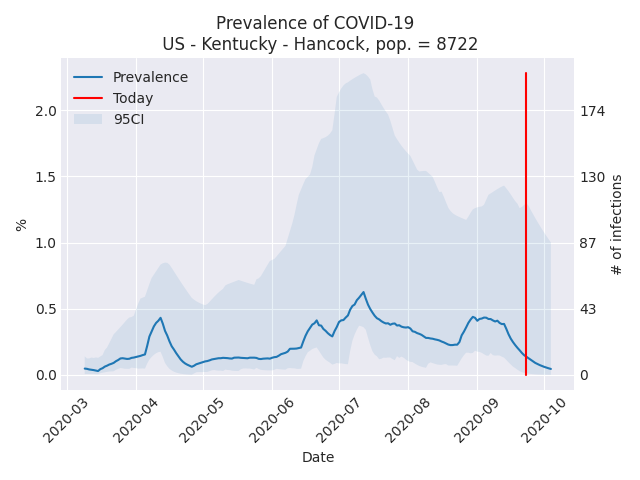 Prevalence of COVID-19
US - Kentucky - Hancock, pop. = 8722
Prevalence
Today
95CI
2.0
1.5
1.0
0.5
0.0
%
174
130
87
43
0
# of infections
2020-03
2020-04
2020-05
2020-06
2020-07
2020-08
2020-09
2020-10
Date